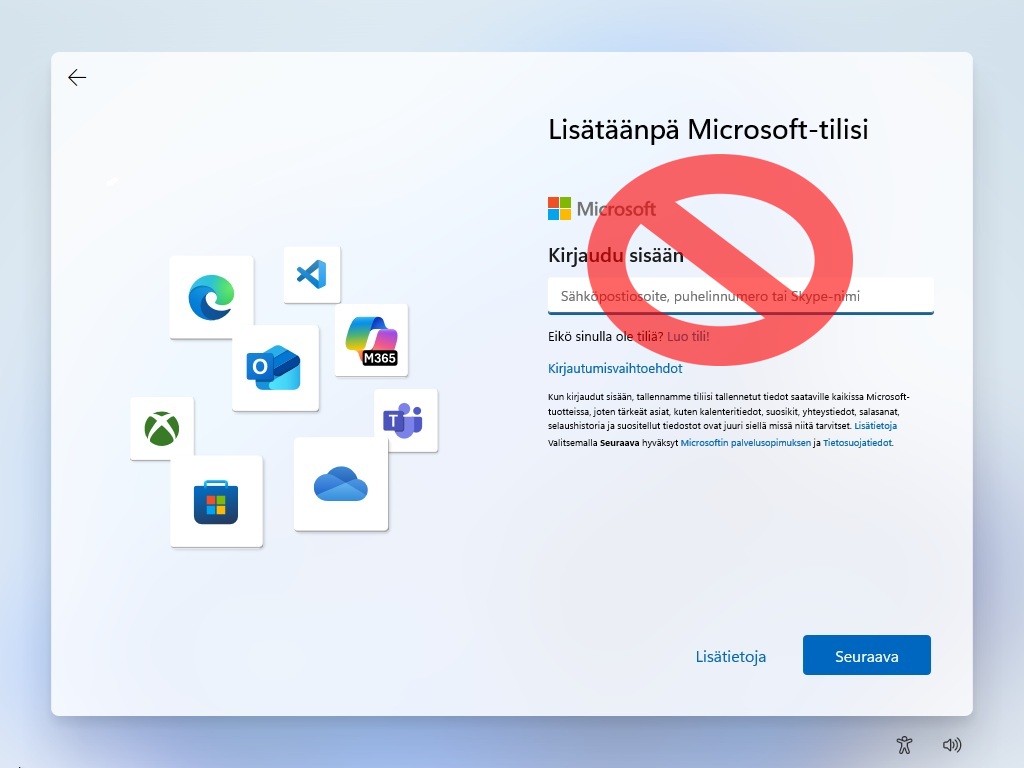 Lisätäänpä Microsoft-tilisi
Microsoft
Kirjaudu sisään
Sähköpostiosoite, puhelinnumero tai Skype-nimi
Eikö sinulla ole tiliä? Luo tili!
Kirjautumisvaihtoehdot
Kun kirjaudut sisään, tallennamme tiliisi tallennetut tiedot saataville kaikissa Microsoft-
tuotteissa, joten tärkeät asiat, kuten kalenteritiedot, suosikit, yhteystiedot, salasanat,
selaushistoria ja suositellut tiedostot ovat juuri siellä missä niitä tarvitset. Lisätietoja
Valitsemalla Seuraava hyväksyt Microsoftin palvelusopimuksen ja Tietosuojatiedot.
M365
O
T
Lisätietoja
Seuraava